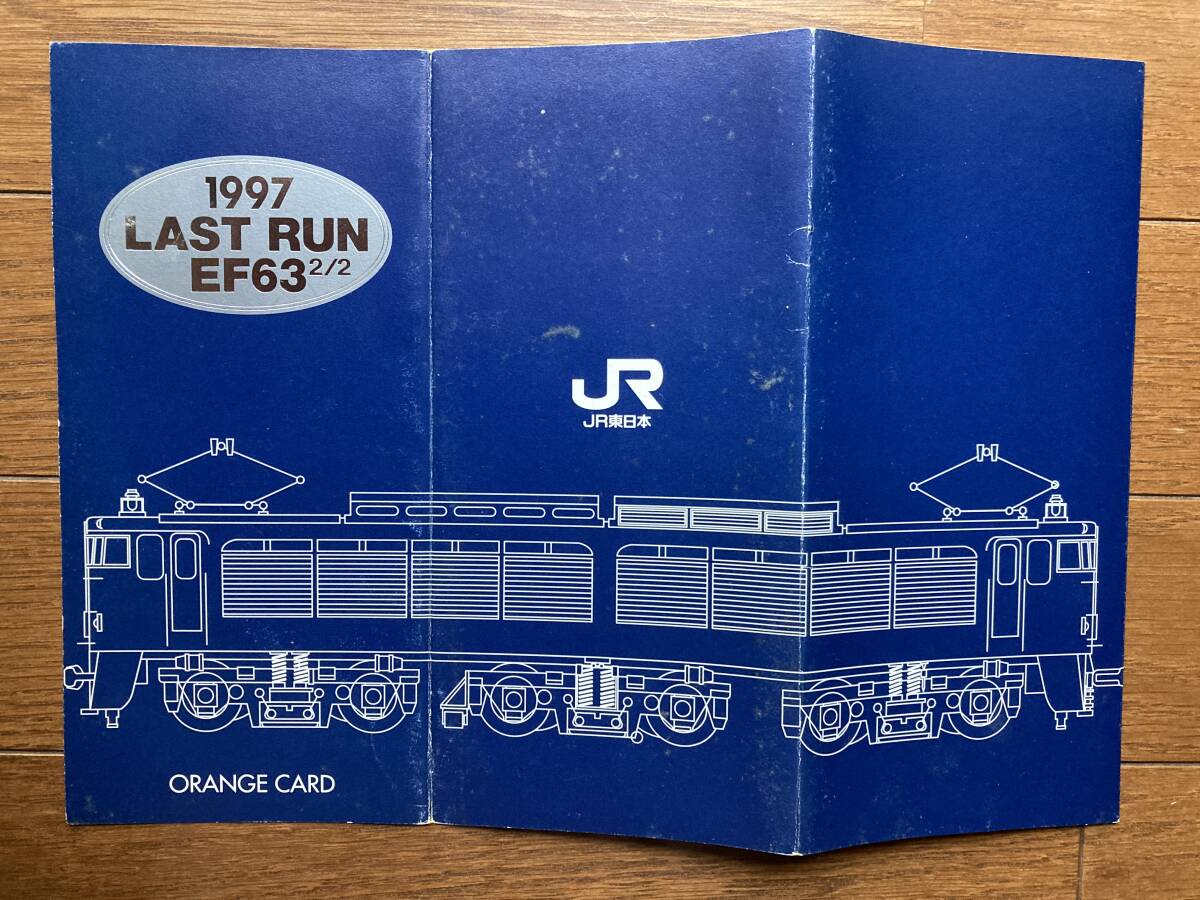 1997
LAST RUN
EF63 2/2
JR
JR東日本
ORANGE CARD